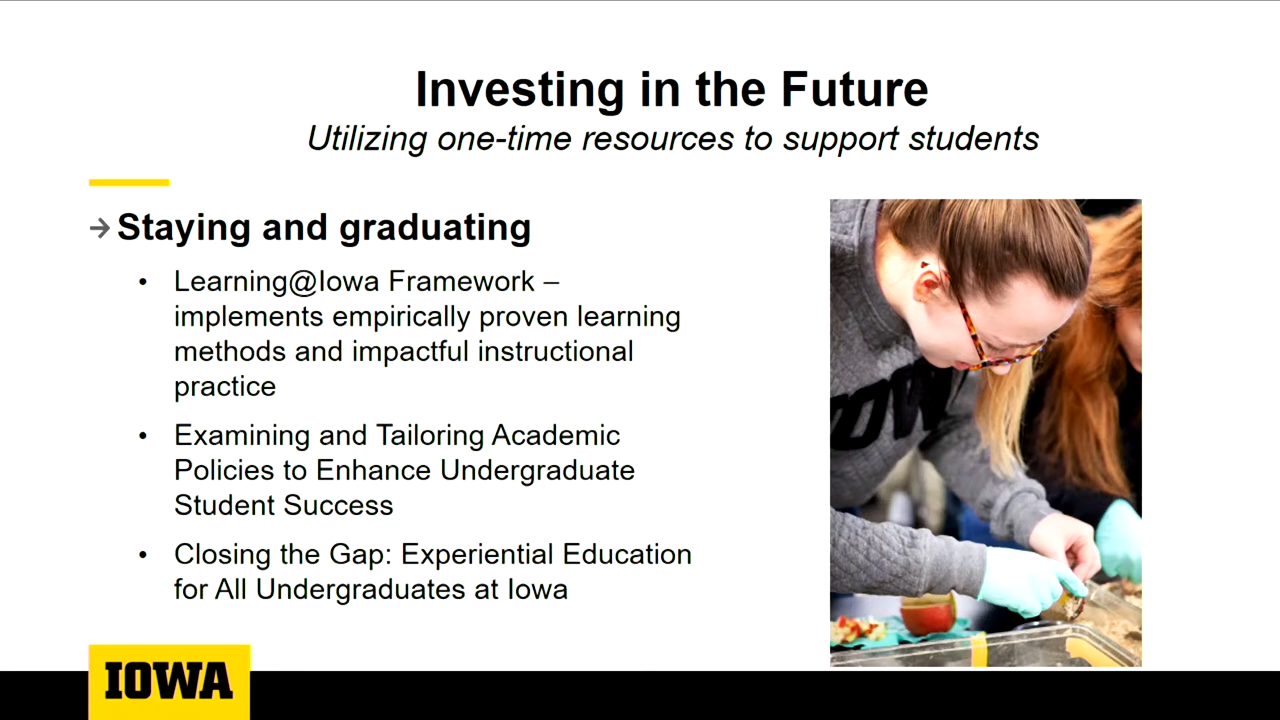 Investing in the Future
Utilizing one-time resources to support students
→ Staying and graduating
• Learning@Iowa Framework –
implements empirically proven learning
methods and impactful instructional
practice
• Examining and Tailoring Academic
Policies to Enhance Undergraduate
Student Success
• Closing the Gap: Experiential Education
for All Undergraduates at Iowa
IOW
IOWA